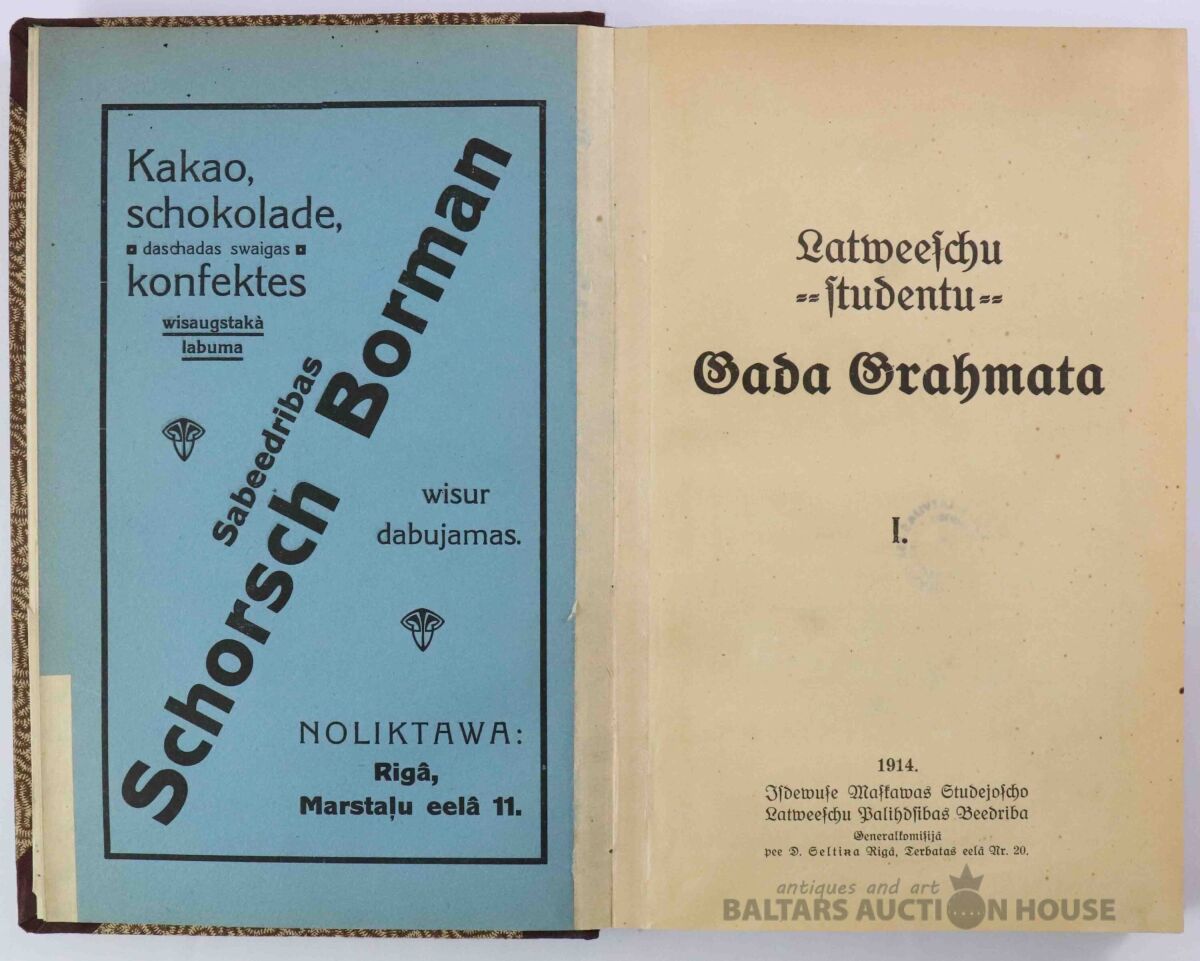 Kakao,
schokolade,
daschadas swaigas
konfektes
wisaugstakà
labuma
Sabeedribas
Schorsch Borman
wisur
dabujamas.
NOLIKTAWA:
Rigâ,
Marstaļu eelâ 11.
Latweeſchu
ſtudentu
Gada Grahmata
I.
1914.
Iſdewuſe Maſkawas Studejoſcho
Latweeſchu Palihdſibas Beedriba
Generalkomiſijâ
pee D. Seltiņa Rigâ, Terbatas eelâ Nr. 20.
antiques and art
BALTARS AUCTION HOUSE